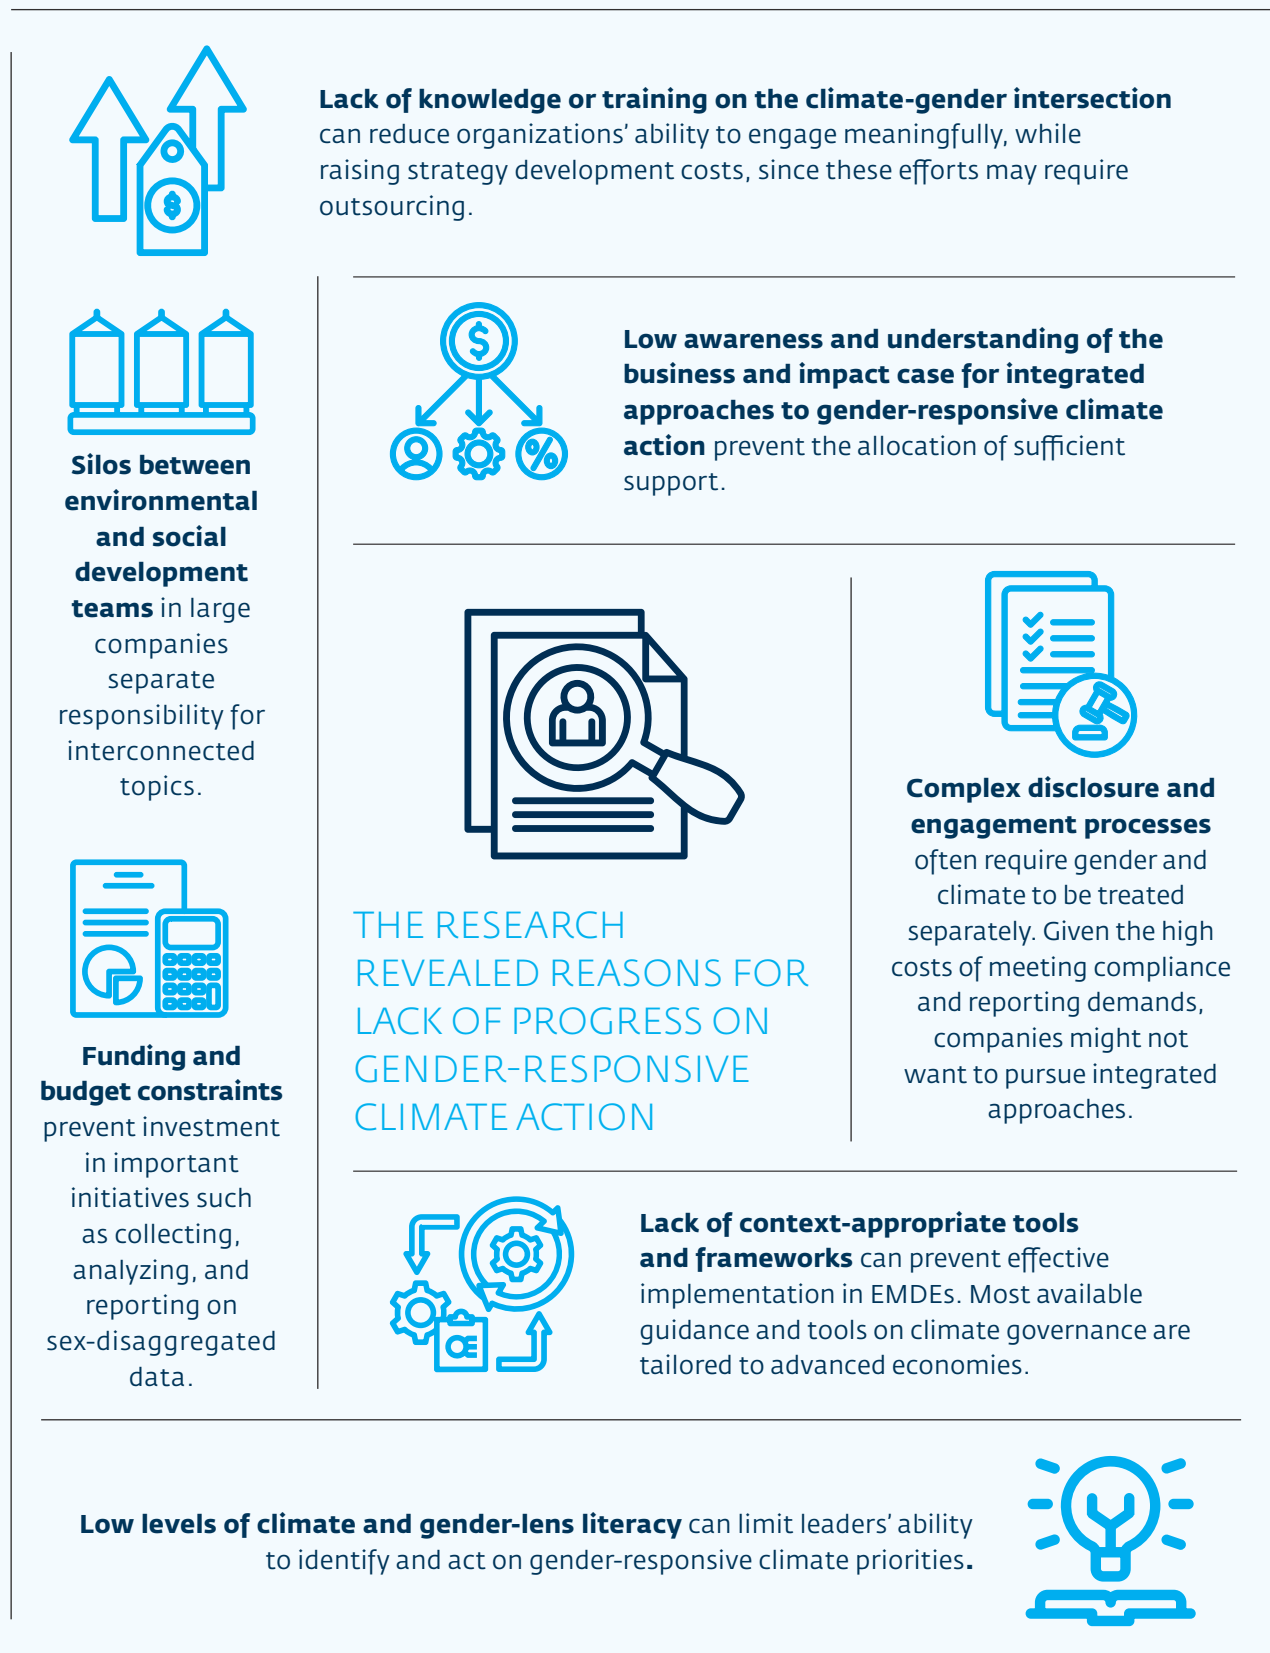 Lack of knowledge or training on the climate-gender intersection
can reduce organizations’ ability to engage meaningfully, while
raising strategy development costs, since these efforts may require
outsourcing.
Silos between
environmental
and social
development
teams in large
companies
separate
responsibility for
interconnected
topics.
Low awareness and understanding of the
business and impact case for integrated
approaches to gender-responsive climate
action prevent the allocation of sufficient
support.
THE RESEARCH
REVEALED REASONS FOR
LACK OF PROGRESS ON
GENDER-RESPONSIVE
CLIMATE ACTION
Complex disclosure and
engagement processes
often require gender and
climate to be treated
separately. Given the high
costs of meeting compliance
and reporting demands,
companies might not
want to pursue integrated
approaches.
Funding and
budget constraints
prevent investment
in important
initiatives such
as collecting,
analyzing, and
reporting on
sex-disaggregated
data.
Lack of context-appropriate tools
and frameworks can prevent effective
implementation in EMDEs. Most available
guidance and tools on climate governance are
tailored to advanced economies.
Low levels of climate and gender-lens literacy can limit leaders’ ability
to identify and act on gender-responsive climate priorities.